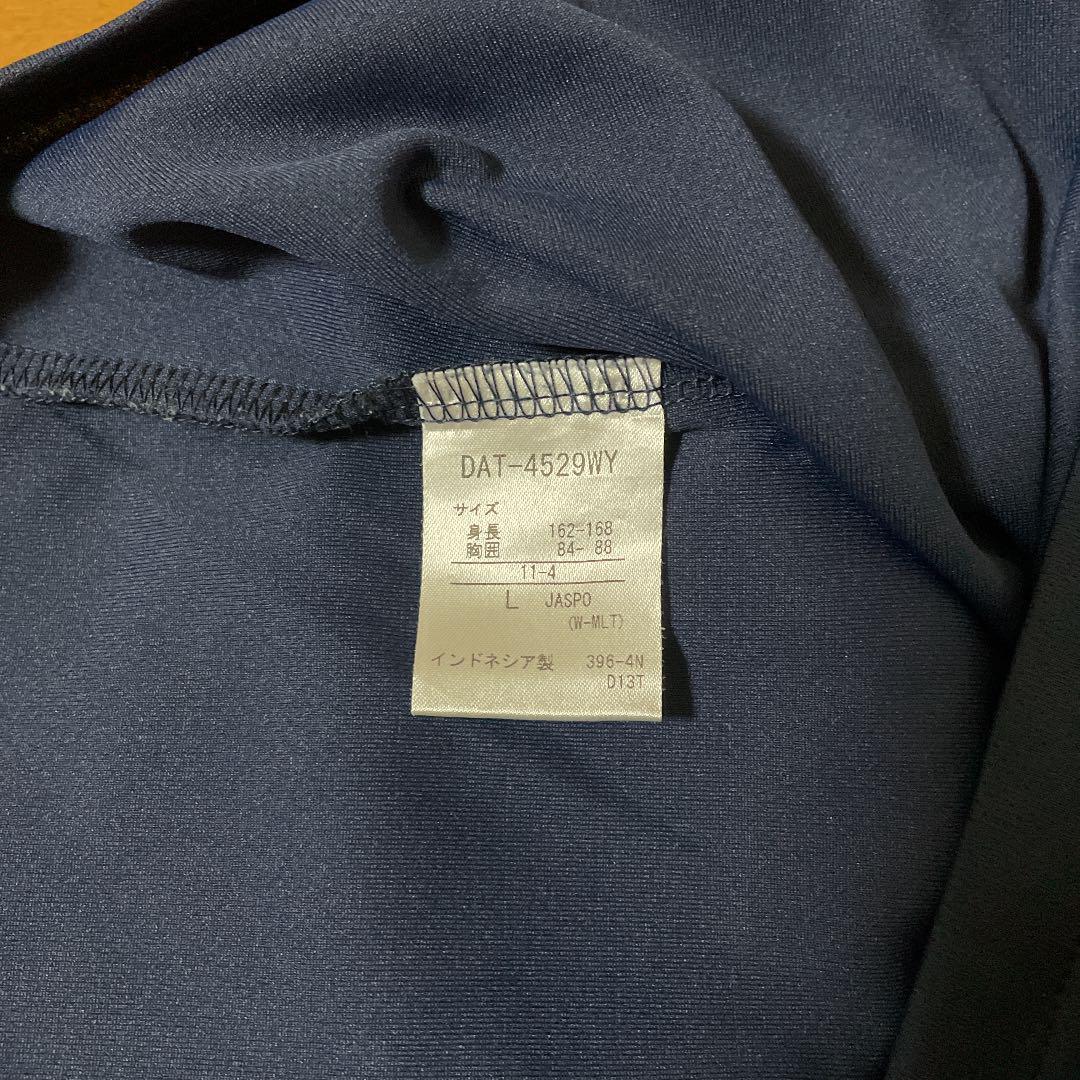 DAT-4529WY
サイズ
身長 162-168
胸囲 84- 88
11-4
L JASPO
(W-MLT)
インドネシア製 396-4N
D13T